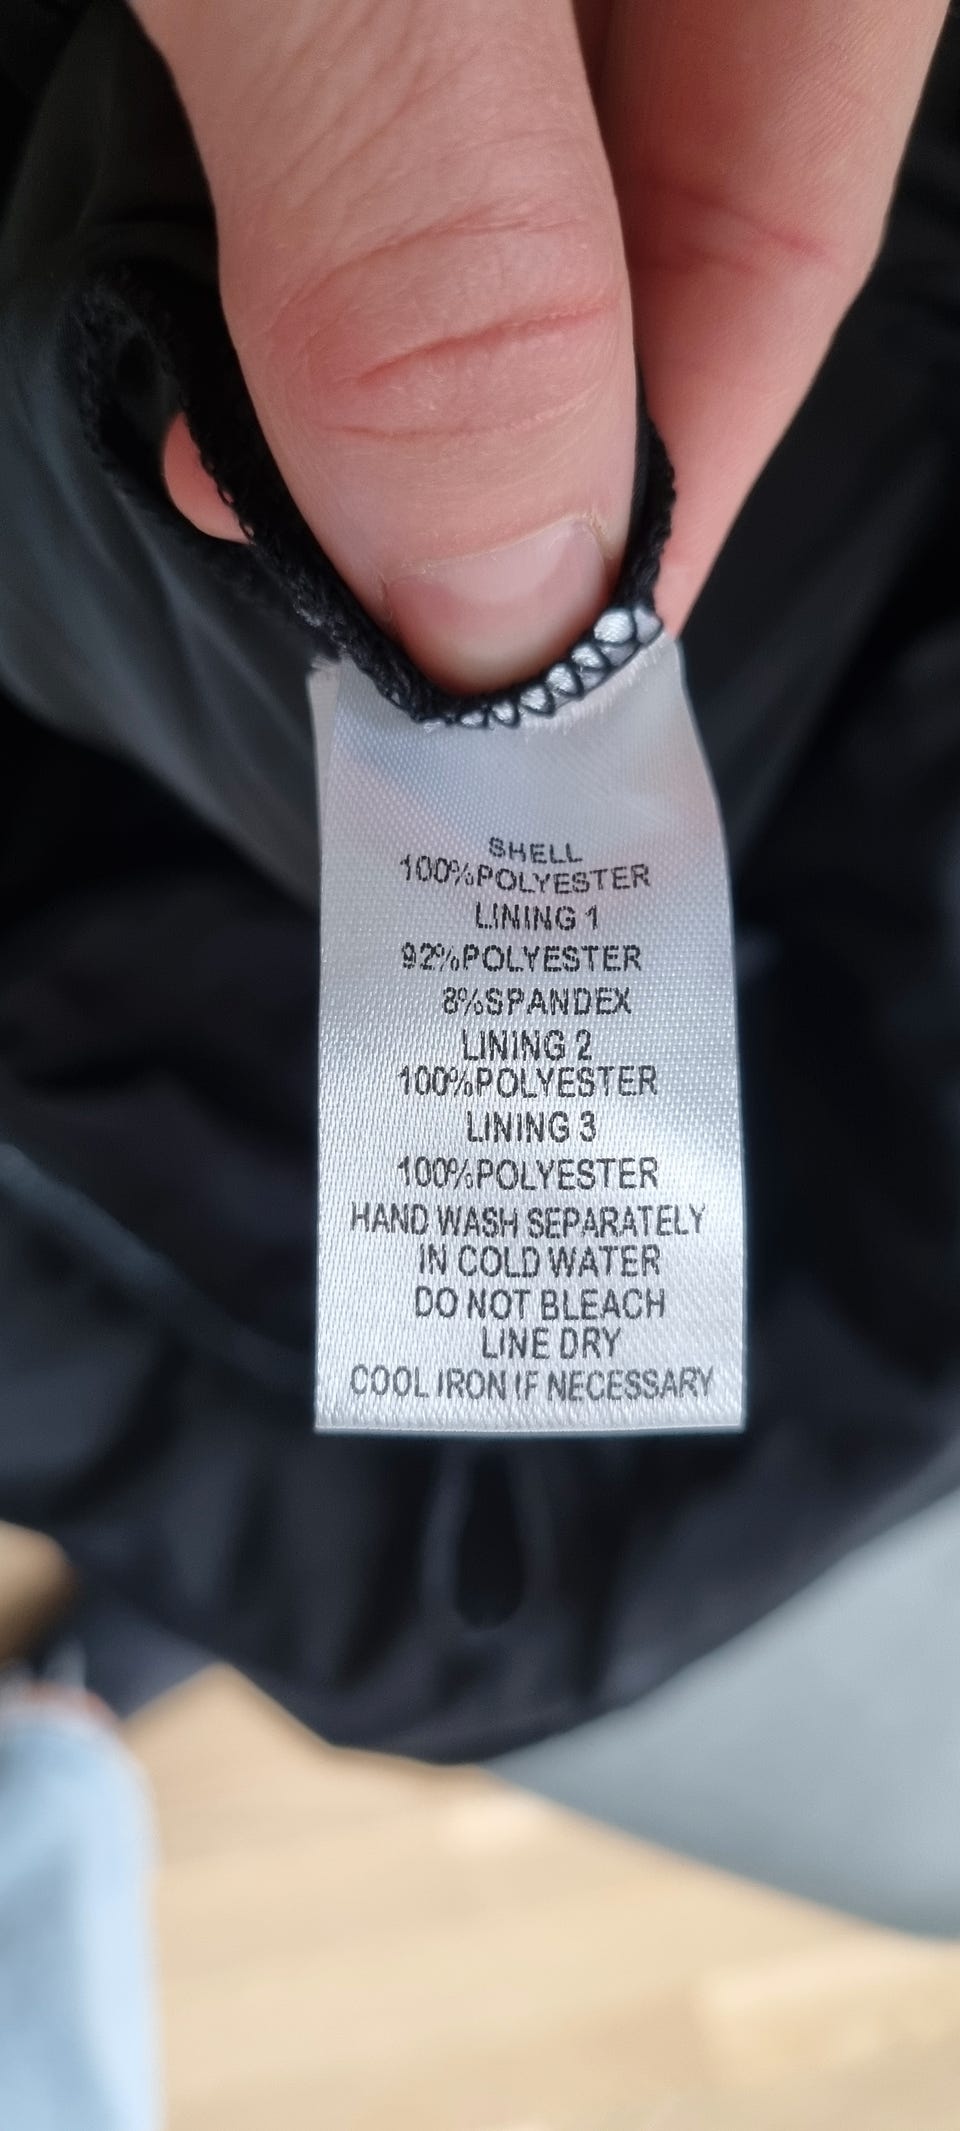 SHELL
100%POLYESTER
LINING 1
92%POLYESTER
8%SPANDEX
LINING 2
100%POLYESTER
LINING 3
100%POLYESTER
HAND WASH SEPARATELY
IN COLD WATER
DO NOT BLEACH
LINE DRY
COOL IRON IF NECESSARY